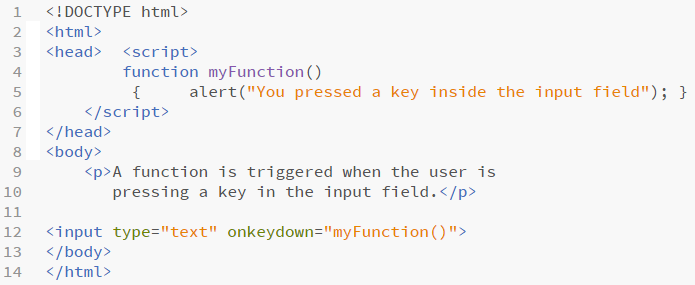 1 <!DOCTYPE html>
2 <html>
3 <head>  <script>
4         function myFunction()
5          {     alert("You pressed a key inside the input field"); }
6     </script>
7 </head>
8 <body>
9     <p>A function is triggered when the user is
10        pressing a key in the input field.</p>
11
12 <input type="text" onkeydown="myFunction()">
13 </body>
14 </html>